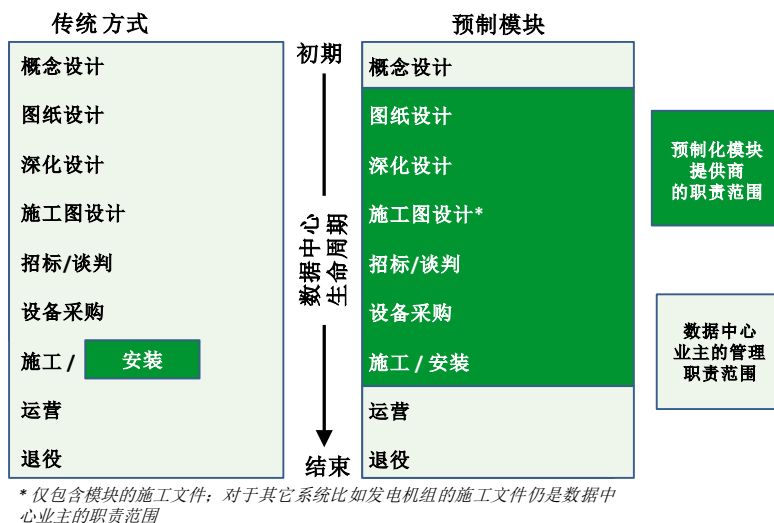 传统方式
初期
预制模块
概念设计
图纸设计
深化设计
施工图设计
招标/谈判
设备采购
施工 / 安装
运营
退役
数据中心
生命周期
结束
概念设计
图纸设计
深化设计
施工图设计*
招标/谈判
设备采购
施工 / 安装
运营
退役
预制化模块
提供商
的职责范围
数据中心
业主的管理
职责范围
* 仅包含模块的施工文件；对于其它系统比如发电机组的施工文件仍是数据中
心业主的职责范围